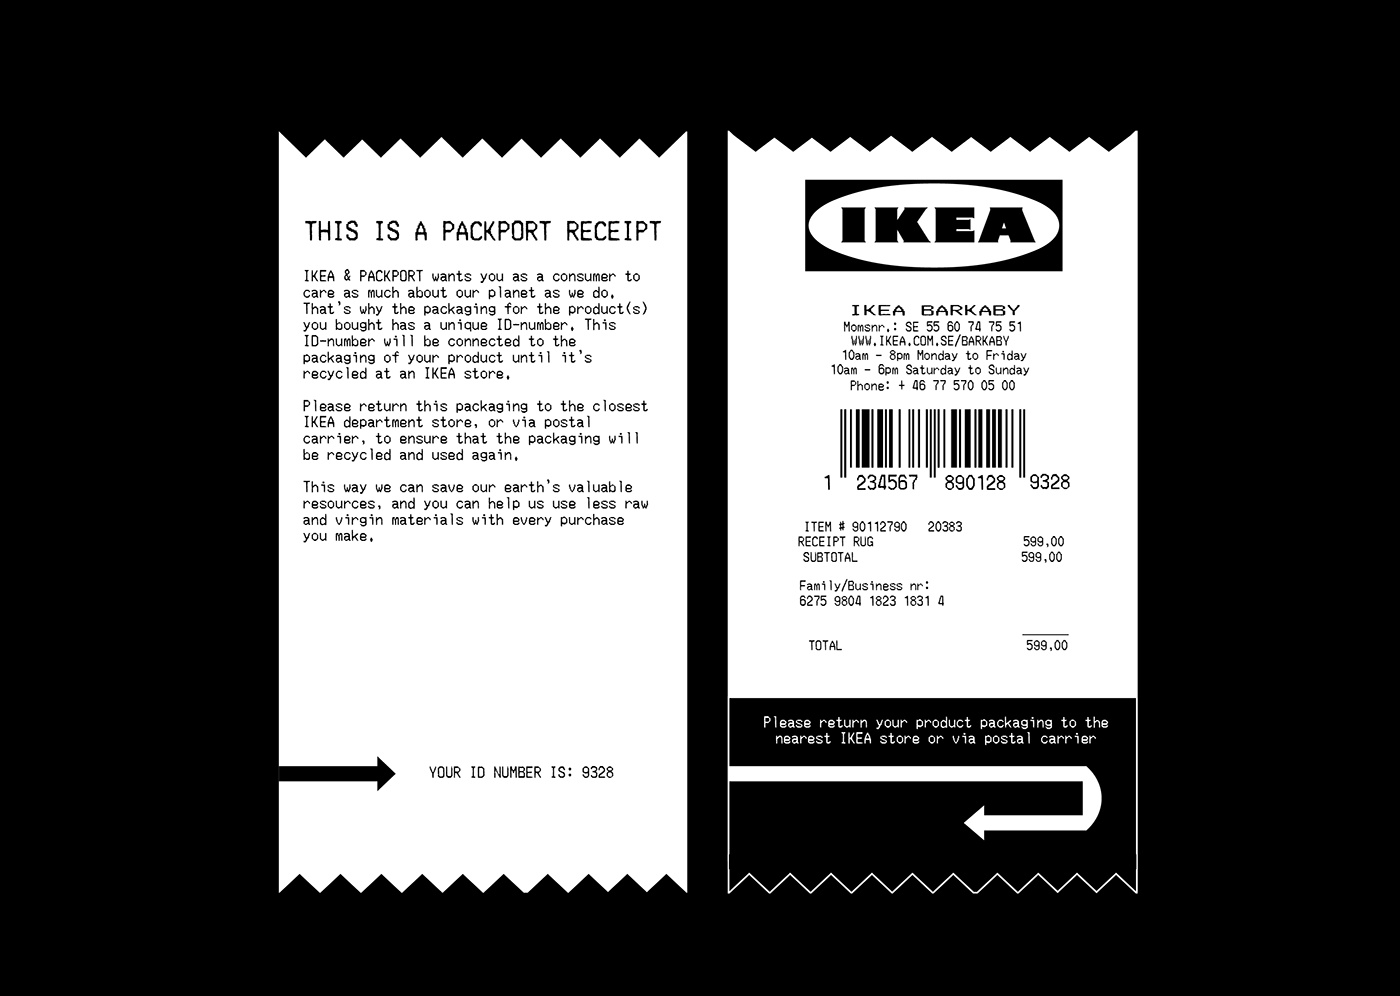 THIS IS A PACKPORT RECEIPT
IKEA & PACKPORT wants you as a consumer to
care as much about our planet as we do.
That's why the packaging for the product(s)
you bought has a unique ID-number. This
ID-number will be connected to the
packaging of your product until it's
recycled at an IKEA store.
Please return this packaging to the closest
IKEA department store, or via postal
carrier, to ensure that the packaging will
be recycled and used again.
This way we can save our earth's valuable
resources, and you can help us use less raw
and virgin materials with every purchase
you make.
YOUR ID NUMBER IS: 9328
IKEA
IKEA BARKABY
Momsnr.: SE 55 60 74 75 51
WWW.IKEA.COM.SE/BARKABY
10am - 8pm Monday to Friday
10am - 6pm Saturday to Sunday
Phone: + 46 77 570 05 00
1 234567 890128 9328
ITEM # 90112790 20383
RECEIPT RUG 599,00
SUBTOTAL 599,00
Family/Business nr:
6275 9804 1823 1831 4
TOTAL 599,00
Please return your product packaging to the
nearest IKEA store or via postal carrier